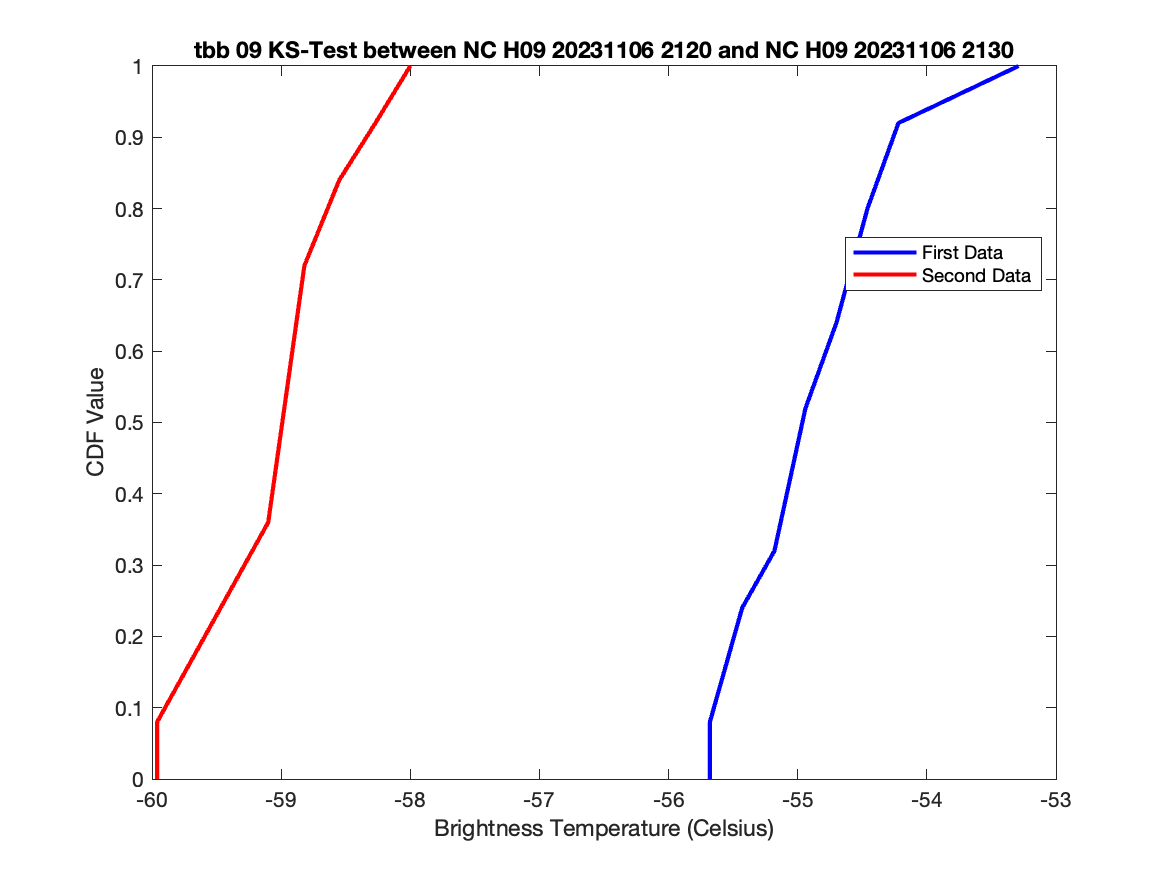 tbb 09 KS-Test between NC H09 20231106 2120 and NC H09 20231106 2130
1
0.9
0.8
0.7
0.6
0.5
0.4
0.3
0.2
0.1
0
CDF Value
First Data
Second Data
-60 -59 -58 -57 -56 -55 -54 -53
Brightness Temperature (Celsius)